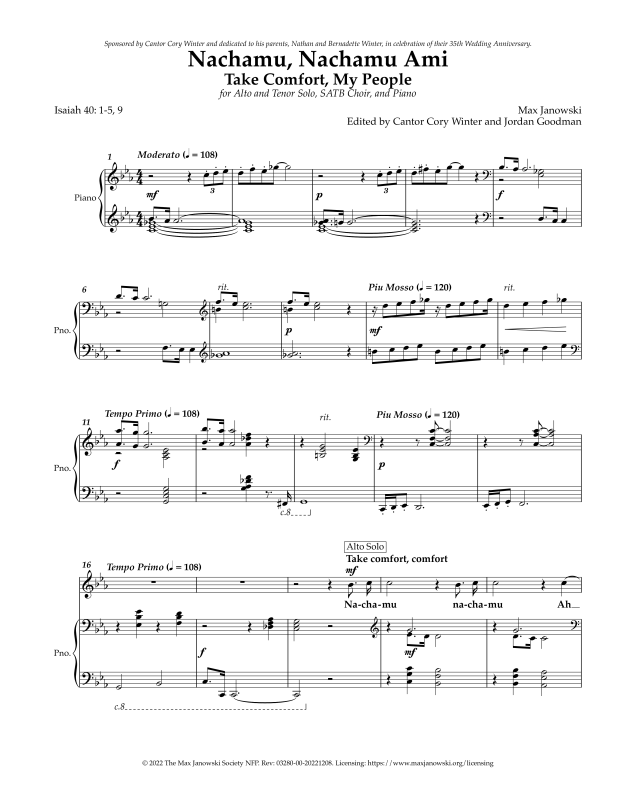 Sponsored by Cantor Cory Winter and dedicated to his parents, Nathan and Bernadette Winter, in celebration of their 35th Wedding Anniversary.
Nachamu, Nachamu Ami
Take Comfort, My People
for Alto and Tenor Solo, SATB Choir, and Piano
Isaiah 40: 1-5, 9
Max Janowski
Edited by Cantor Cory Winter and Jordan Goodman
1
Moderato (♩ = 108)
Piano
mf
3
p
3
f
6
rit.
Piu Mosso (♩ = 120)
rit.
Pno.
p
mf
11
Tempo Primo (♩ = 108)
rit.
Piu Mosso (♩ = 120)
Pno.
f
p
c.8
16
Tempo Primo (♩ = 108)
Alto Solo
Take comfort, comfort
mf
Na-cha-mu na-cha-mu Ah
Pno.
f
mf
c.8
© 2022 The Max Janowski Society NFP. Rev: 03280-00-20221208. Licensing: https://www.maxjanowski.org/licensing